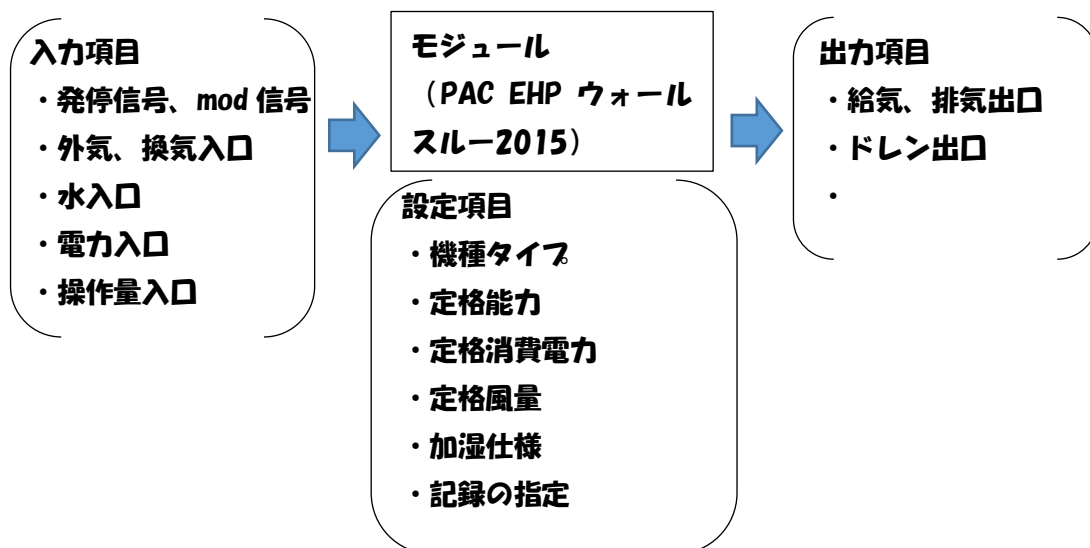 入力項目
・発停信号、mod 信号
・外気、換気入口
・水入口
・電力入口
・操作量入口
モジュール
（PAC EHP ウォール
スルー2015）
設定項目
・機種タイプ
・定格能力
・定格消費電力
・定格風量
・加湿仕様
・記録の指定
出力項目
・給気、排気出口
・ドレン出口
・